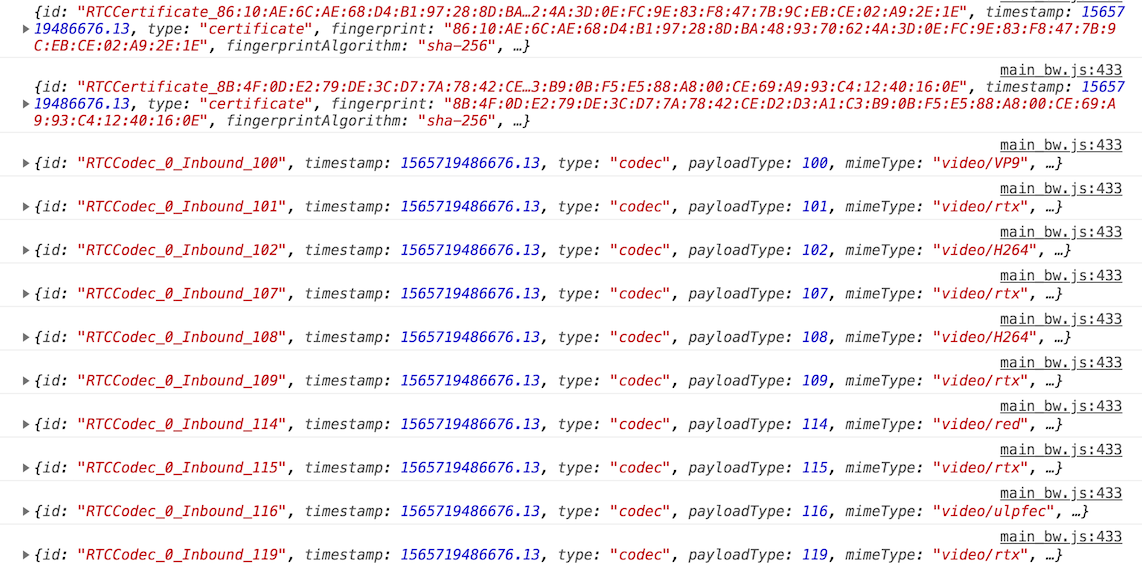 {id: "RTCCertificate_86:10:AE:6C:AE:68:D4:B1:97:28:8D:BA…2:4A:3D:0E:FC:9E:83:F8:47:7B:9C:EB:CE:02:A9:2E:1E", timestamp: 15657
19486676.13, type: "certificate", fingerprint: "86:10:AE:6C:AE:68:D4:B1:97:28:8D:BA:48:93:70:62:4A:3D:0E:FC:9E:83:F8:47:7B:9
C:EB:CE:02:A9:2E:1E", fingerprintAlgorithm: "sha-256", …}
main_bw.js:433
{id: "RTCCertificate_8B:4F:0D:E2:79:DE:3C:D7:7A:78:42:CE…3:B9:0B:F5:E5:88:A8:00:CE:69:A9:93:C4:12:40:16:0E", timestamp: 15657
19486676.13, type: "certificate", fingerprint: "8B:4F:0D:E2:79:DE:3C:D7:7A:78:42:CE:D2:D3:A1:C3:B9:0B:F5:E5:88:A8:00:CE:69:A
9:93:C4:12:40:16:0E", fingerprintAlgorithm: "sha-256", …}
main_bw.js:433
{id: "RTCCodec_0_Inbound_100", timestamp: 1565719486676.13, type: "codec", payloadType: 100, mimeType: "video/VP9", …}
main_bw.js:433
{id: "RTCCodec_0_Inbound_101", timestamp: 1565719486676.13, type: "codec", payloadType: 101, mimeType: "video/rtx", …}
main_bw.js:433
{id: "RTCCodec_0_Inbound_102", timestamp: 1565719486676.13, type: "codec", payloadType: 102, mimeType: "video/H264", …}
main_bw.js:433
{id: "RTCCodec_0_Inbound_107", timestamp: 1565719486676.13, type: "codec", payloadType: 107, mimeType: "video/rtx", …}
main_bw.js:433
{id: "RTCCodec_0_Inbound_108", timestamp: 1565719486676.13, type: "codec", payloadType: 108, mimeType: "video/H264", …}
main_bw.js:433
{id: "RTCCodec_0_Inbound_109", timestamp: 1565719486676.13, type: "codec", payloadType: 109, mimeType: "video/rtx", …}
main_bw.js:433
{id: "RTCCodec_0_Inbound_114", timestamp: 1565719486676.13, type: "codec", payloadType: 114, mimeType: "video/red", …}
main_bw.js:433
{id: "RTCCodec_0_Inbound_115", timestamp: 1565719486676.13, type: "codec", payloadType: 115, mimeType: "video/rtx", …}
main_bw.js:433
{id: "RTCCodec_0_Inbound_116", timestamp: 1565719486676.13, type: "codec", payloadType: 116, mimeType: "video/ulpfec", …}
main_bw.js:433
{id: "RTCCodec_0_Inbound_119", timestamp: 1565719486676.13, type: "codec", payloadType: 119, mimeType: "video/rtx", …}